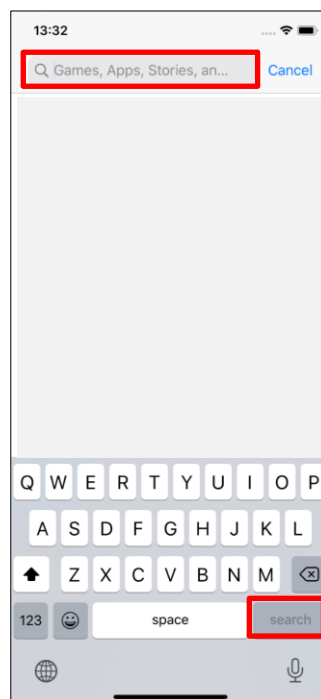 13:32
Games, Apps, Stories, an... Cancel
Q W E R T Y U I O P
A S D F G H J K L
Z X C V B N M
123 space search